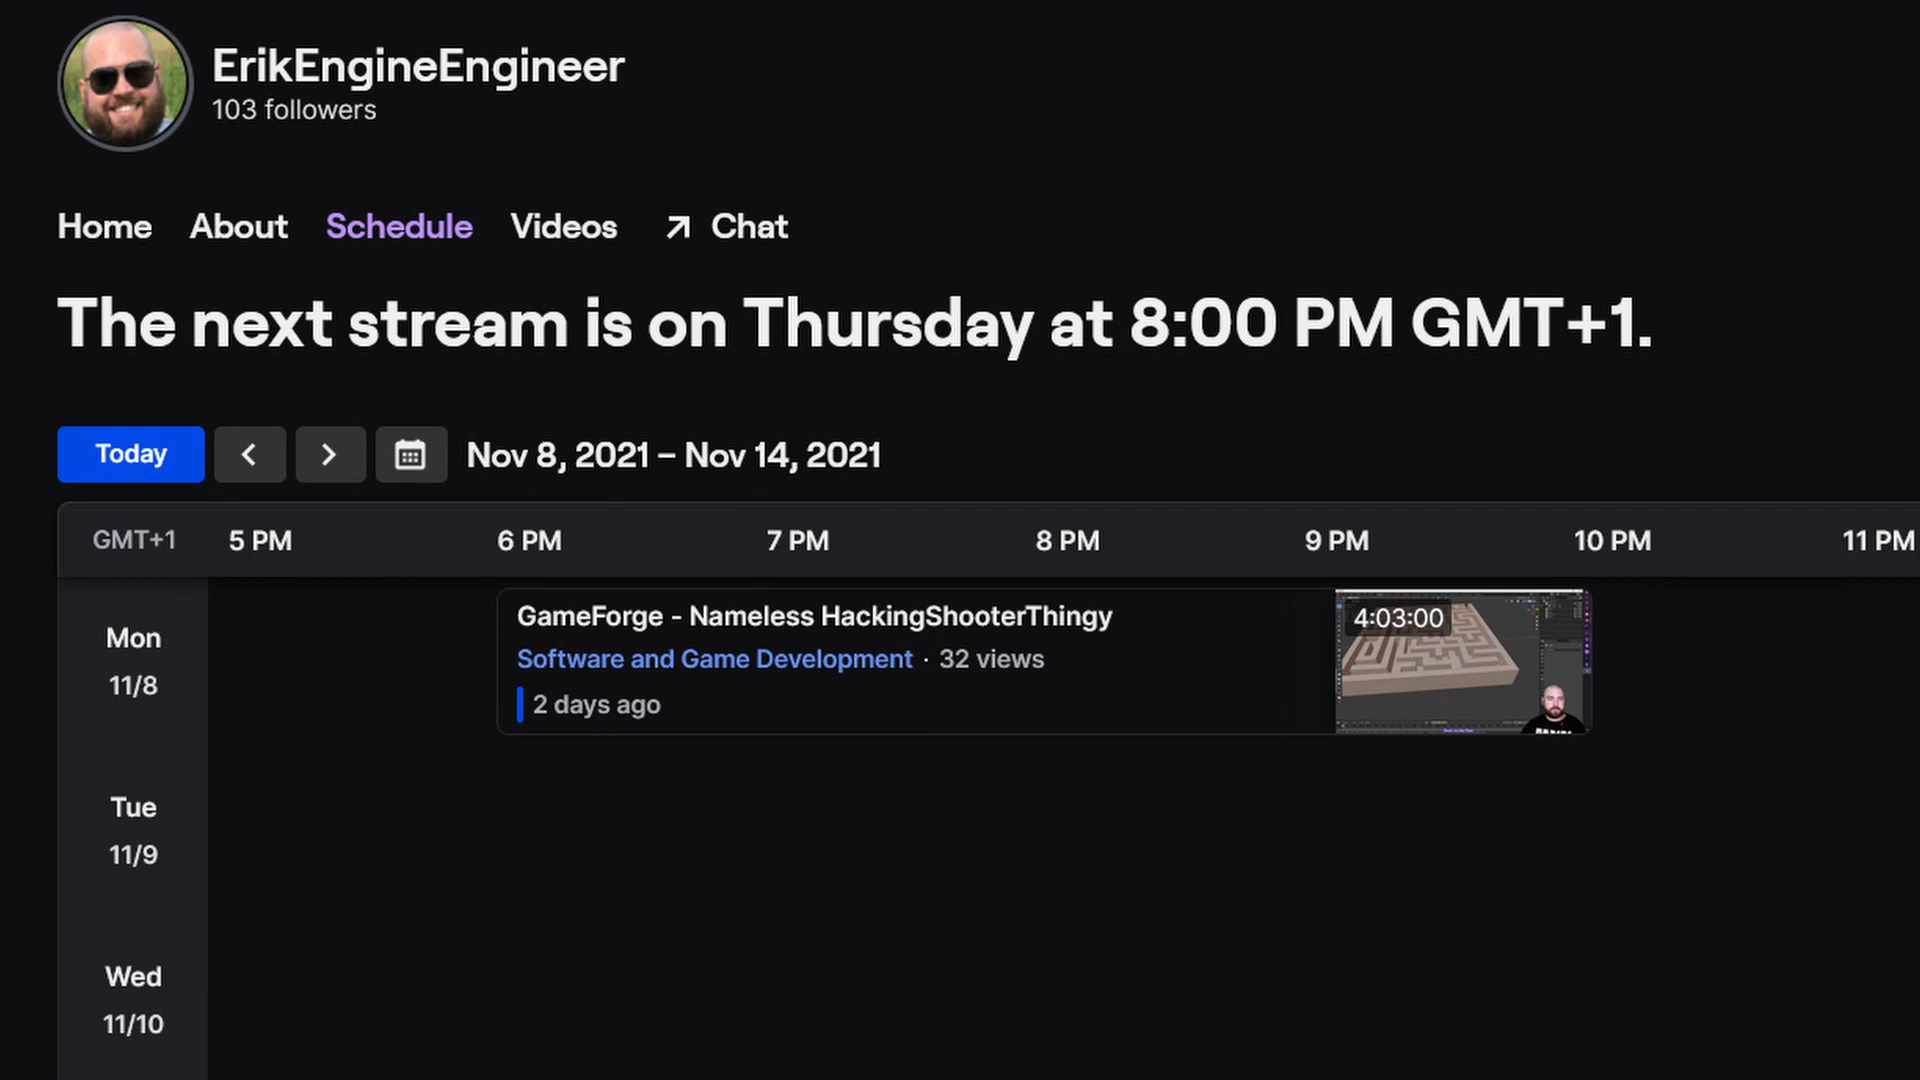 ErikEngineEngineer
103 followers
Home About Schedule Videos Chat
The next stream is on Thursday at 8:00 PM GMT+1.
Today Nov 8, 2021 – Nov 14, 2021
GMT+1 5 PM 6 PM 7 PM 8 PM 9 PM 10 PM 11 PM
Mon
11/8
GameForge - Nameless HackingShooterThingy
Software and Game Development · 32 views
2 days ago
4:03:00
Tue
11/9
Wed
11/10